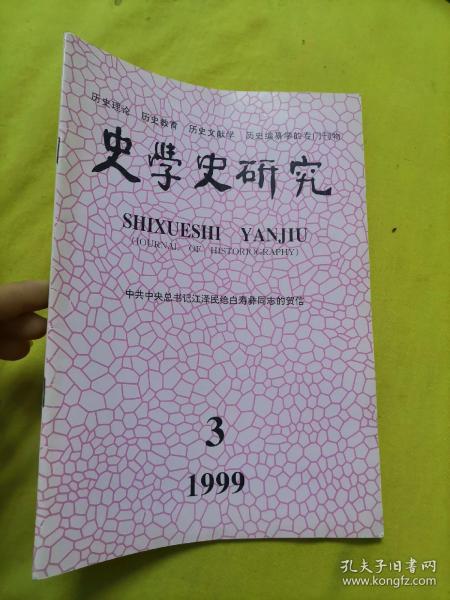 历史理论 历史教育 历史文献学 历史编纂学的专门刊物
史學史研究
SHIXUESHI YANJIU
(JOURNAL OF HISTORIOGRAPHY)
中共中央总书记江泽民给白寿彝同志的贺信
3
1999
孔夫子旧书网
www.kongfz.com